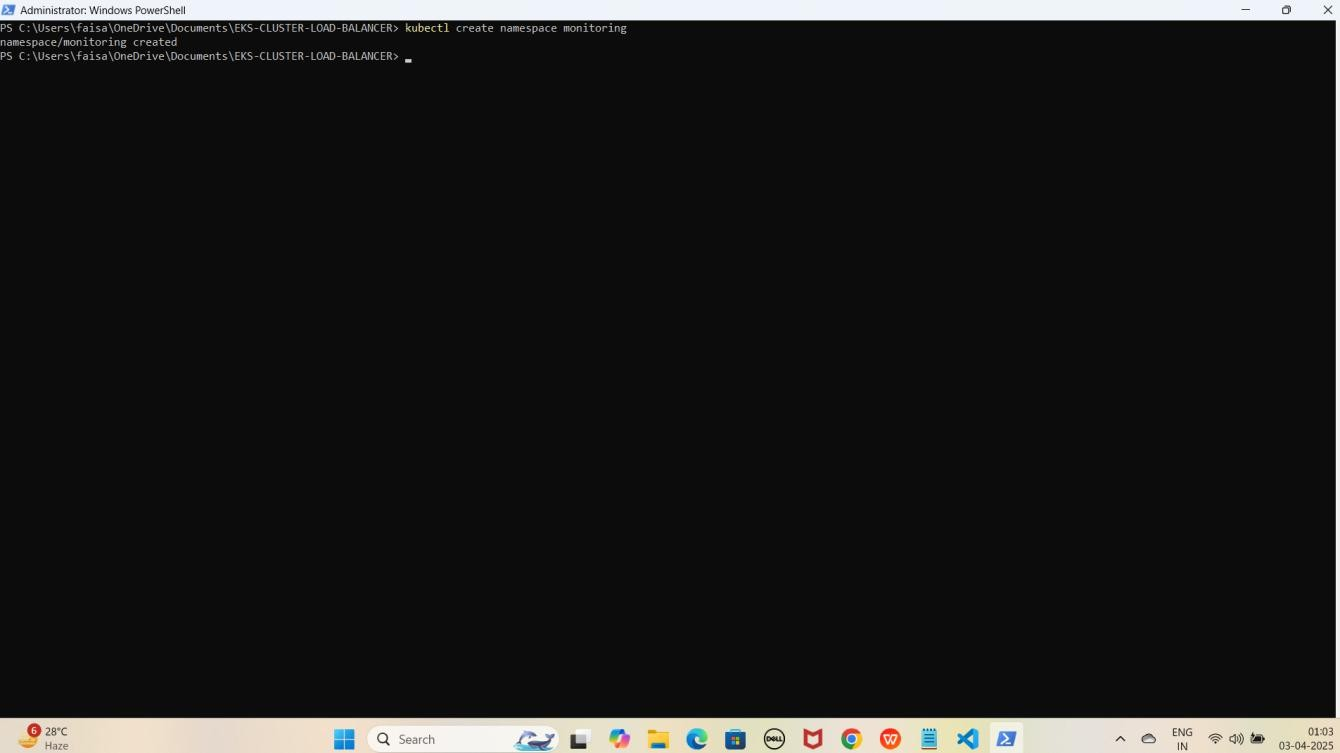 Administrator: Windows PowerShell
PS C:\Users\faisa\OneDrive\Documents\EKS-CLUSTER-LOAD-BALANCER> kubectl create namespace monitoring
namespace/monitoring created
PS C:\Users\faisa\OneDrive\Documents\EKS-CLUSTER-LOAD-BALANCER>
6
28°C
Haze
Search
DELL
W
ENG
IN
01:03
03-04-2025